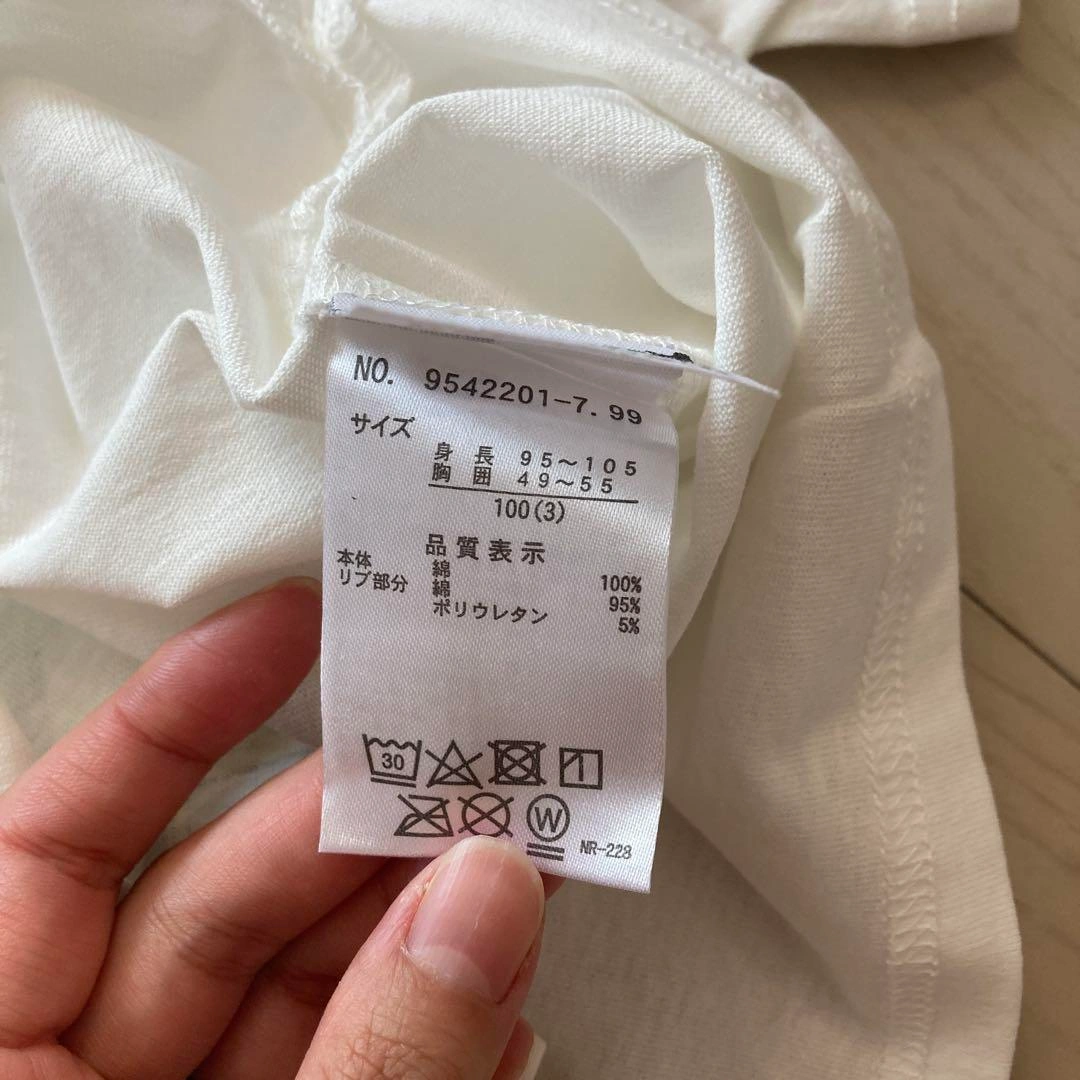 NO. 9542201-7.99
サイズ
身長 95~105
胸囲 49~55
100(3)
品質表示
本体 綿 100%
リブ部分 綿 95%
ポリウレタン 5%
30
W
NR-228